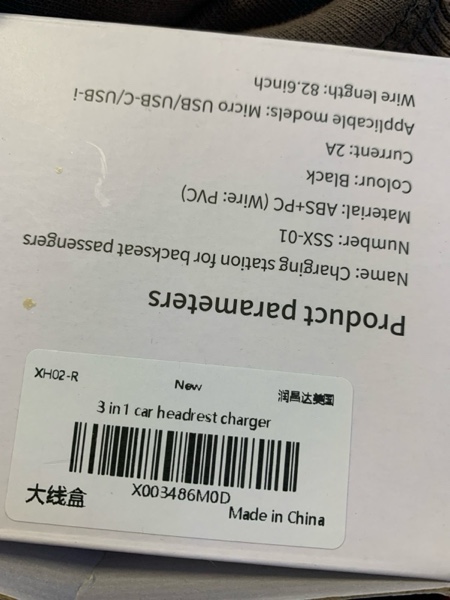 Product parameters
Name: Charging station for backseat passengers
Number: SSX-01
Material: ABS+PC (Wire: PVC)
Colour: Black
Current: 2A
Applicable models: Micro USB/USB-C/USB-i
Wire length: 82.6inch
XH02-R
New
润昌达美国
3 in 1 car headrest charger
X003486M0D
大线盒
Made in China